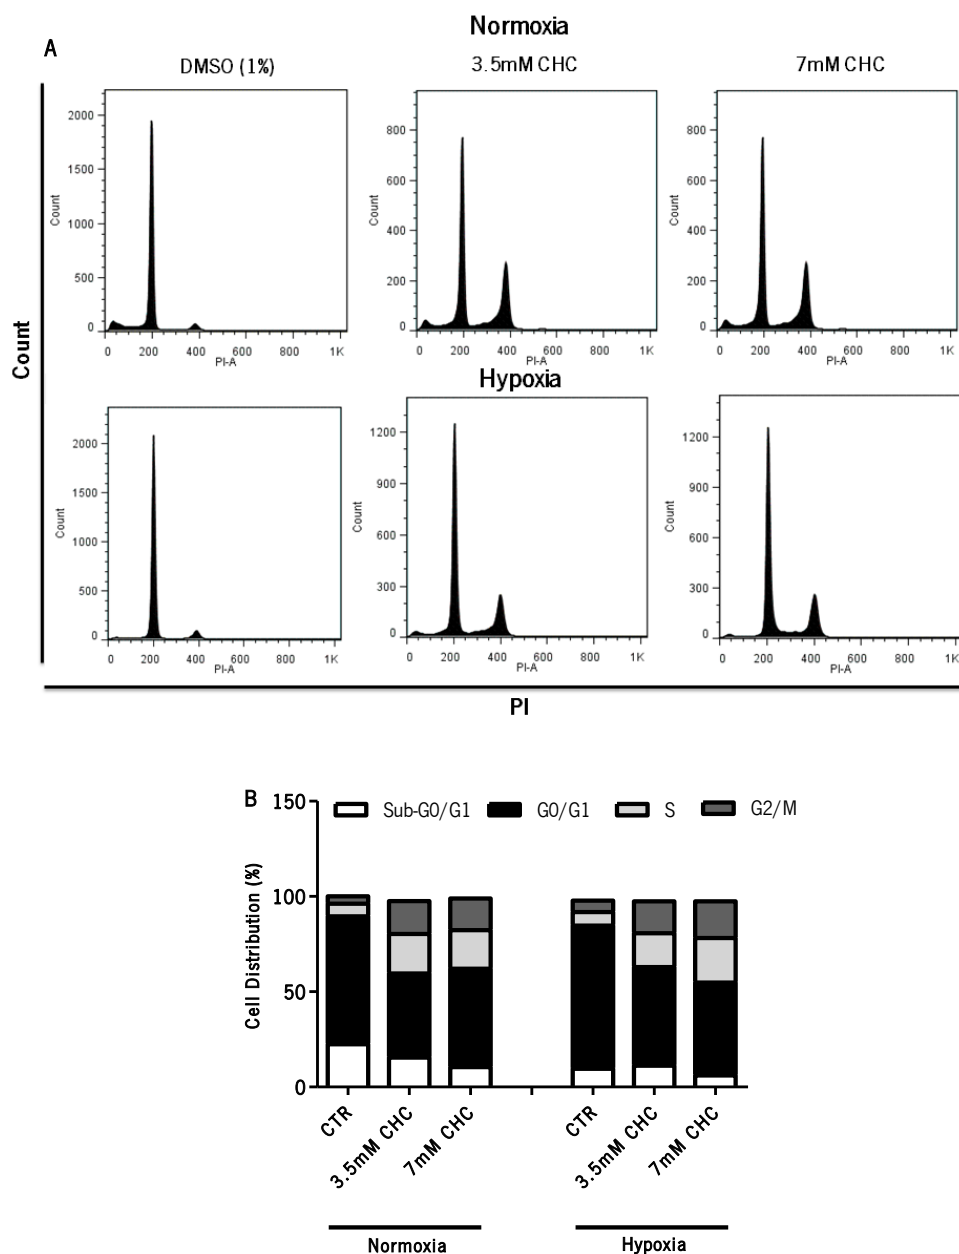 Normoxia
A
DMSO (1%)
3.5mM CHC
7mM CHC
Count
2000
1500
1000
500
0
Count
0 200 400 600 800 1K
PI-A
800
600
400
200
0
Count
0 200 400 600 800 1K
PI-A
800
600
400
200
0
Count
0 200 400 600 800 1K
PI-A
Hypoxia
2000
1500
1000
500
0
Count
0 200 400 600 800 1K
PI-A
1200
900
600
300
0
Count
0 200 400 600 800 1K
PI-A
1200
900
600
300
0
Count
0 200 400 600 800 1K
PI-A
PI
B
Sub-G0/G1 G0/G1 S G2/M
150
100
50
0
Cell Distribution (%)
CTR
3.5mM CHC
7mM CHC
CTR
3.5mM CHC
7mM CHC
Normoxia
Hypoxia